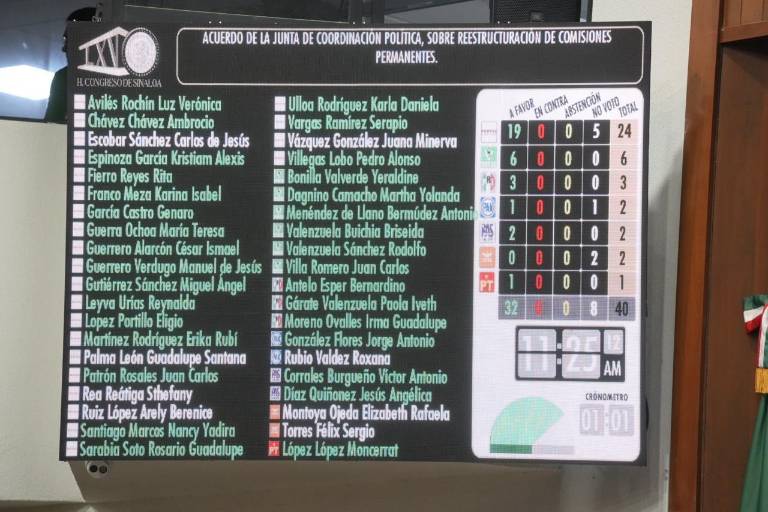 ACUERDO DE LA JUNTA DE COORDINACIÓN POLÍTICA, SOBRE REESTRUCTURACIÓN DE COMISIONES
PERMANENTES.
LXIV
H. CONGRESO DE SINALOA
Avilés Rochín Luz Verónica
Chávez Chávez Ambrocio
Escobar Sánchez Carlos de Jesús
Espinoza García Kristiam Alexis
Fierro Reyes Rita
Franco Meza Karina Isabel
García Castro Genaro
Guerra Ochoa María Teresa
Guerrero Alarcón César Ismael
Guerrero Verdugo Manuel de Jesús
Gutiérrez Sánchez Miguel Ángel
Leyva Urías Reynalda
Lopez Portillo Eligio
Martínez Rodríguez Erika Rubí
Palma León Guadalupe Santana
Patrón Rosales Juan Carlos
Rea Reátiga Sthefany
Ruiz López Arely Berenice
Santiago Marcos Nancy Yadira
Sarabia Soto Rosario Guadalupe
Ulloa Rodríguez Karla Daniela
Vargas Ramírez Serapio
Vázquez González Juana Minerva
Villegas Lobo Pedro Alonso
Bonilla Valverde Yeraldine
Dagnino Camacho Martha Yolanda
Menéndez de Llano Bermúdez Antonio
Valenzuela Buichia Briseida
Valenzuela Sánchez Rodolfo
Villa Romero Juan Carlos
Antelo Esper Bernardino
Gárate Valenzuela Paola Iveth
Moreno Ovalles Irma Guadalupe
González Flores Jorge Antonio
Rubio Valdez Roxana
Corrales Burgueño Víctor Antonio
Díaz Quiñonez Jesús Angélica
Montoya Ojeda Elizabeth Rafaela
Torres Félix Sergio
López López Moncerrat
A FAVOR EN CONTRA ABSTENCIÓN NO VOTO TOTAL
19 0 0 5 24
6 0 0 0 6
PRI 3 0 0 0 3
PAN 1 0 0 1 2
PAS 2 0 0 0 2
0 0 0 2 2
PT 1 0 0 0 1
32 0 0 8 40
11 25 12
AM
CRÓNOMETRO
01 01